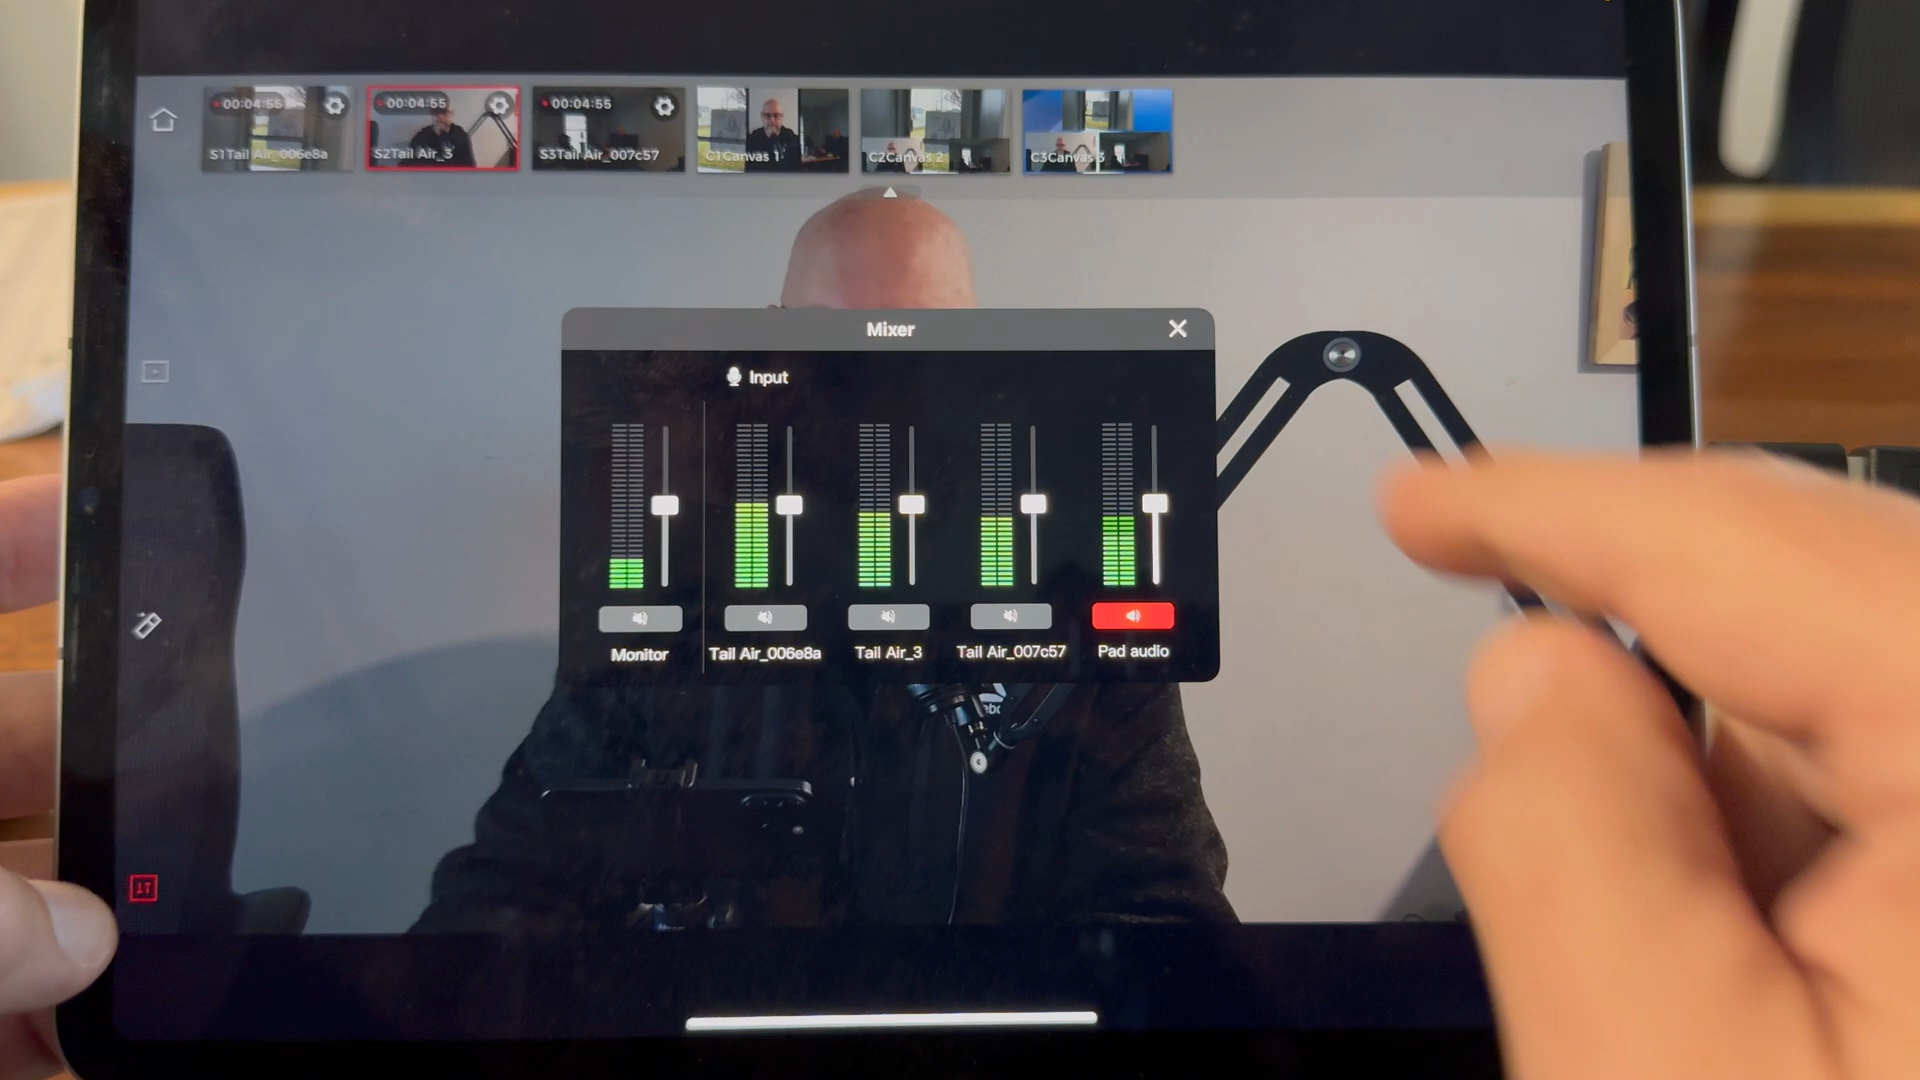 00:04:55
S1Tail Air_006e8a
00:04:55
S2Tail Air_3
00:04:55
S3Tail Air_007c57
C1Canvas 1
C2Canvas 2
C3Canvas 3
Mixer
Input
Monitor
Tail Air_006e8a
Tail Air_3
Tail Air_007c57
Pad audio